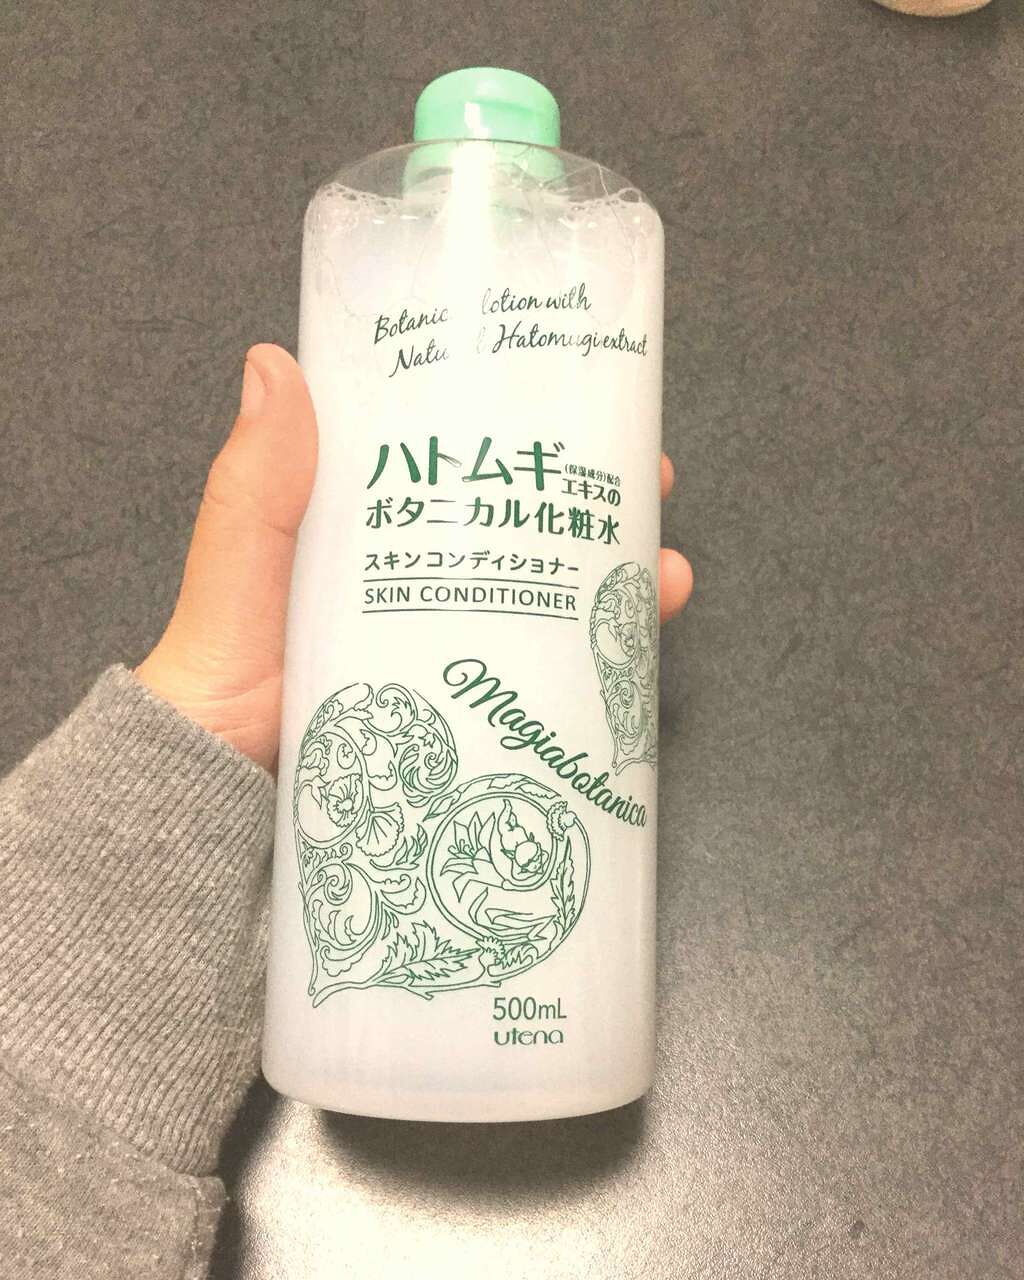 Botanic lotion with
Natu l Hatomugi extract
ハトムギ(保湿成分)配合
エキスの
ボタニカル化粧水
スキンコンディショナー
SKIN CONDITIONER
Magiabotanica
500mL
utena